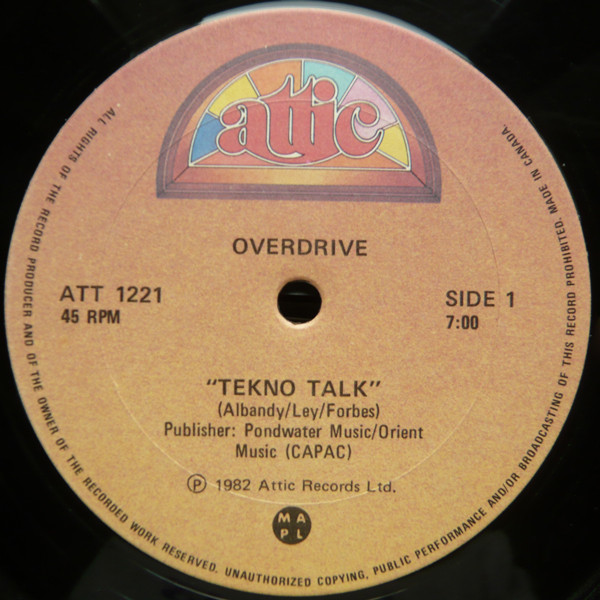 attic
OVERDRIVE
ATT 1221
45 RPM
SIDE 1
7:00
"TEKNO TALK"
(Albandy/Ley/Forbes)
Publisher: Pondwater Music/Orient
Music (CAPAC)
℗ 1982 Attic Records Ltd.
M A
P L
ALL RIGHTS OF THE RECORD PRODUCER AND OF THE OWNER OF THE RECORDED WORK RESERVED. UNAUTHORIZED COPYING, PUBLIC PERFORMANCE AND/OR BROADCASTING OF THIS RECORD PROHIBITED. MADE IN CANADA.